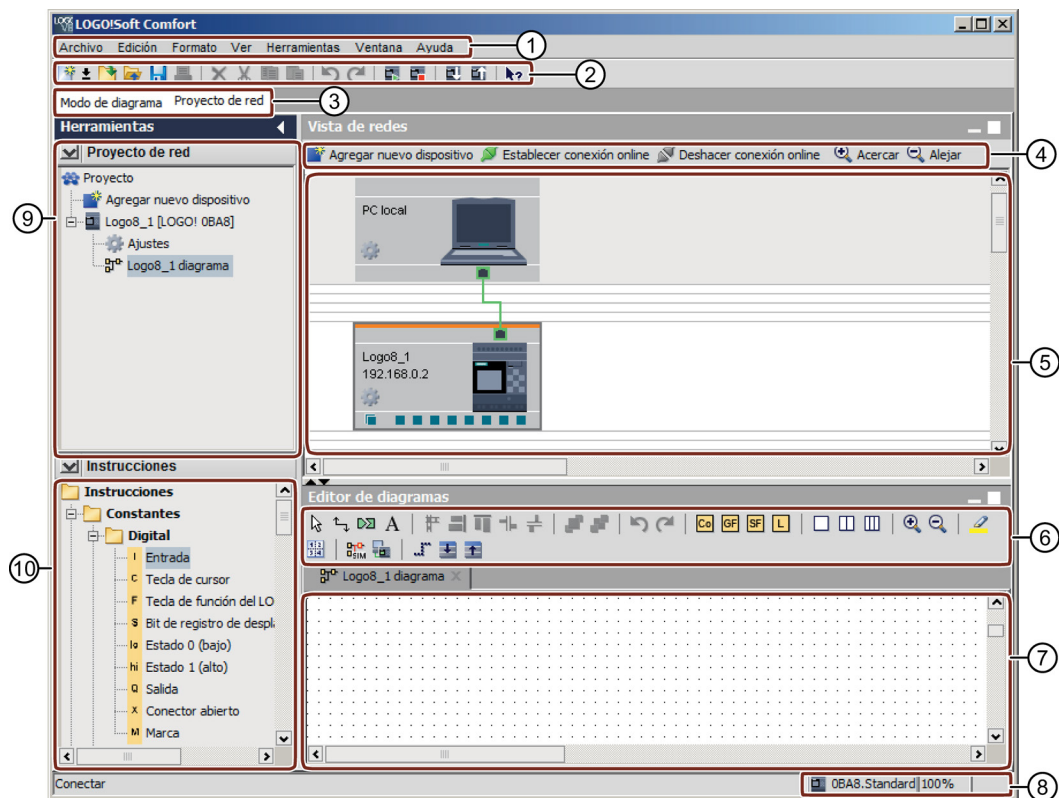 LOGO!Soft Comfort
Archivo Edición Formato Ver Herramientas Ventana Ayuda
1
2
Modo de diagrama Proyecto de red
3
Herramientas
Vista de redes
Proyecto de red
Agregar nuevo dispositivo Establecer conexión online Deshacer conexión online Acercar Alejar
4
Proyecto
Agregar nuevo dispositivo
Logo8_1 [LOGO! 0BA8]
Ajustes
Logo8_1 diagrama
9
PC local
Logo8_1
192.168.0.2
5
Instrucciones
Instrucciones
Constantes
Digital
I Entrada
C Tecla de cursor
F Tecla de función del LO
S Bit de registro de despl
lo Estado 0 (bajo)
hi Estado 1 (alto)
Q Salida
X Conector abierto
M Marca
10
Editor de diagramas
A Co GF SF L
SIM
6
Logo8_1 diagrama
7
Conectar
0BA8.Standard 100%
8